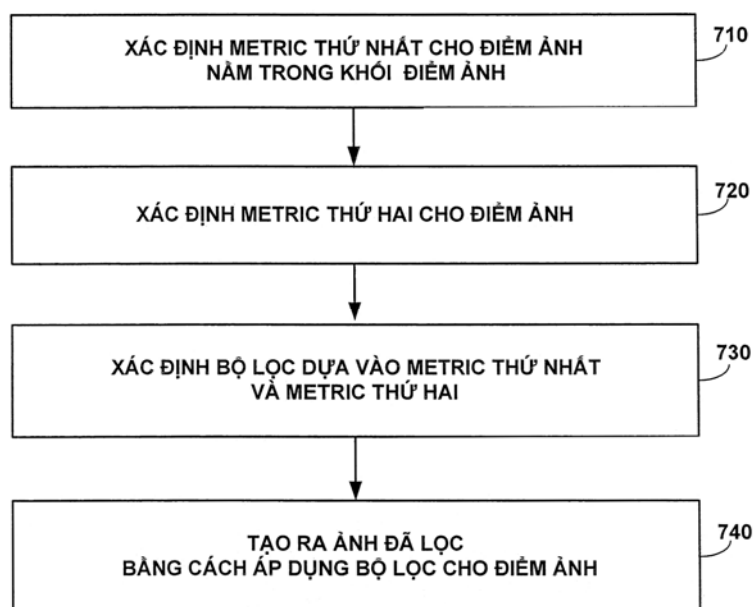 XÁC ĐỊNH METRIC THỨ NHẤT CHO ĐIỂM ẢNH
NẰM TRONG KHỐI ĐIỂM ẢNH
710
XÁC ĐỊNH METRIC THỨ HAI CHO ĐIỂM ẢNH
720
XÁC ĐỊNH BỘ LỌC DỰA VÀO METRIC THỨ NHẤT
VÀ METRIC THỨ HAI
730
TẠO RA ẢNH ĐÃ LỌC
BẰNG CÁCH ÁP DỤNG BỘ LỌC CHO ĐIỂM ẢNH
740